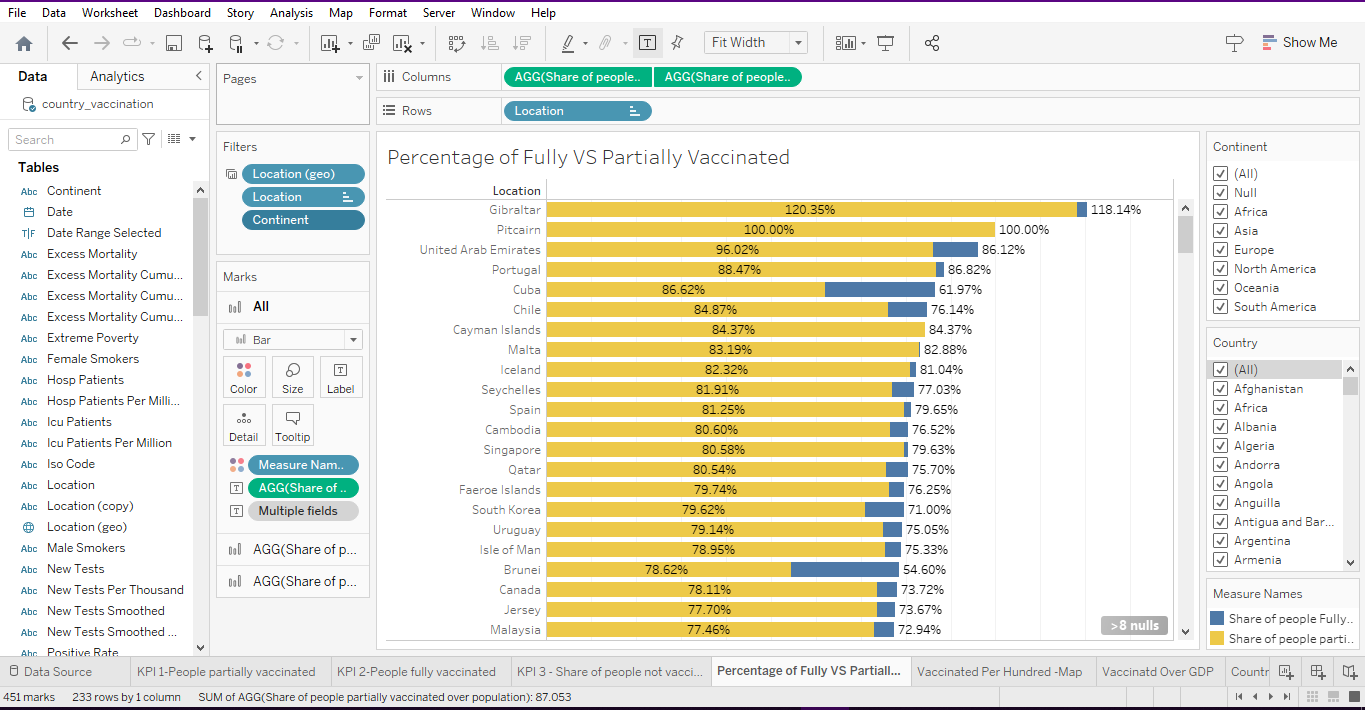 File Data Worksheet Dashboard Story Analysis Map Format Server Window Help
Fit Width
Show Me
Data Analytics
country_vaccination
Search
Tables
Abc Continent
Date
T|F Date Range Selected
Abc Excess Mortality
Abc Excess Mortality Cumu...
Abc Excess Mortality Cumu...
Abc Excess Mortality Cumu...
Abc Extreme Poverty
Abc Female Smokers
Abc Hosp Patients
Abc Hosp Patients Per Milli...
Abc Icu Patients
Abc Icu Patients Per Million
Abc Iso Code
Abc Location
Abc Location (copy)
Location (geo)
Abc Male Smokers
Abc New Tests
Abc New Tests Per Thousand
Abc New Tests Smoothed
Abc New Tests Smoothed ...
Abc Positive Rate
Pages
Filters
Location (geo)
Location
Continent
Marks
All
Bar
Color Size Label
Detail Tooltip
Measure Nam..
AGG(Share of ..
Multiple fields
AGG(Share of p...
AGG(Share of p...
Columns AGG(Share of people.. AGG(Share of people..
Rows Location
Percentage of Fully VS Partially Vaccinated
Location
Gibraltar 120.35% 118.14%
Pitcairn 100.00% 100.00%
United Arab Emirates 96.02% 86.12%
Portugal 88.47% 86.82%
Cuba 86.62% 61.97%
Chile 84.87% 76.14%
Cayman Islands 84.37% 84.37%
Malta 83.19% 82.88%
Iceland 82.32% 81.04%
Seychelles 81.91% 77.03%
Spain 81.25% 79.65%
Cambodia 80.60% 76.52%
Singapore 80.58% 79.63%
Qatar 80.54% 75.70%
Faeroe Islands 79.74% 76.25%
South Korea 79.62% 71.00%
Uruguay 79.14% 75.05%
Isle of Man 78.95% 75.33%
Brunei 78.62% 54.60%
Canada 78.11% 73.72%
Jersey 77.70% 73.67%
Malaysia 77.46% 72.94%
>8 nulls
Continent
(All)
Null
Africa
Asia
Europe
North America
Oceania
South America
Country
(All)
Afghanistan
Africa
Albania
Algeria
Andorra
Angola
Anguilla
Antigua and Bar...
Argentina
Armenia
Measure Names
Share of people Fully..
Share of people parti..
Data Source KPI 1-People partially vaccinated KPI 2-People fully vaccinated KPI 3 - Share of people not vacci... Percentage of Fully VS Partiall... Vaccinated Per Hundred -Map Vaccinatd Over GDP Countr
451 marks 233 rows by 1 column SUM of AGG(Share of people partially vaccinated over population): 87.053